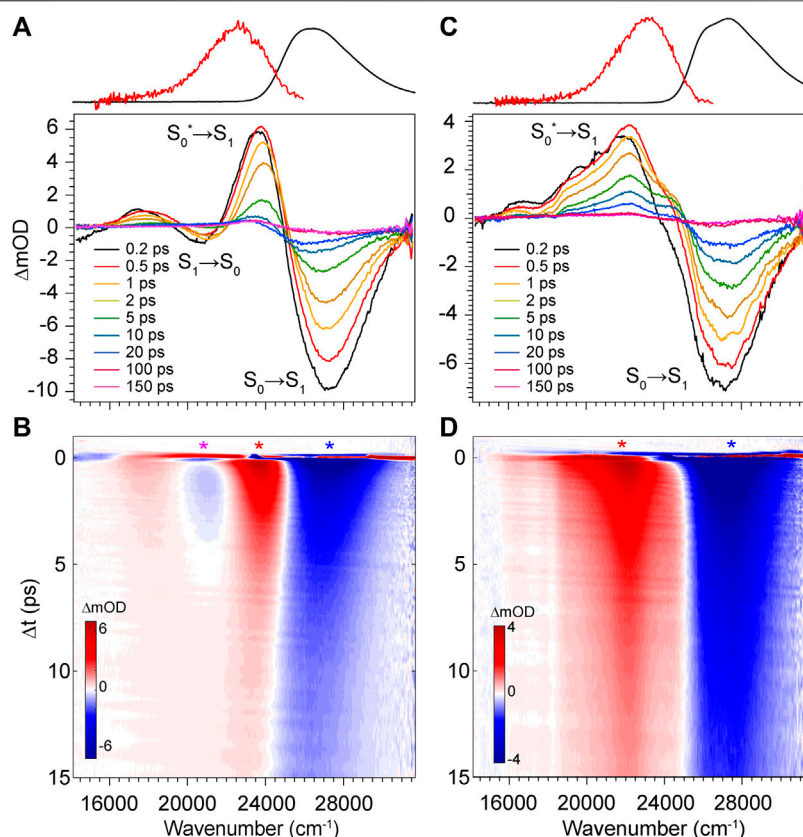 A
C
6
4
2
0
-2
-4
-6
-8
-10
ΔmOD
S0*→S1
S1→S0
S0→S1
0.2 ps
0.5 ps
1 ps
2 ps
5 ps
10 ps
20 ps
100 ps
150 ps
4
2
0
-2
-4
-6
S0*→S1
S0→S1
0.2 ps
0.5 ps
1 ps
2 ps
5 ps
10 ps
20 ps
100 ps
150 ps
B
* * *
0
5
10
15
Δt (ps)
ΔmOD
6
0
-6
16000 20000 24000 28000
Wavenumber (cm-1)
D
* *
0
5
10
15
ΔmOD
4
0
-4
16000 20000 24000 28000
Wavenumber (cm-1)